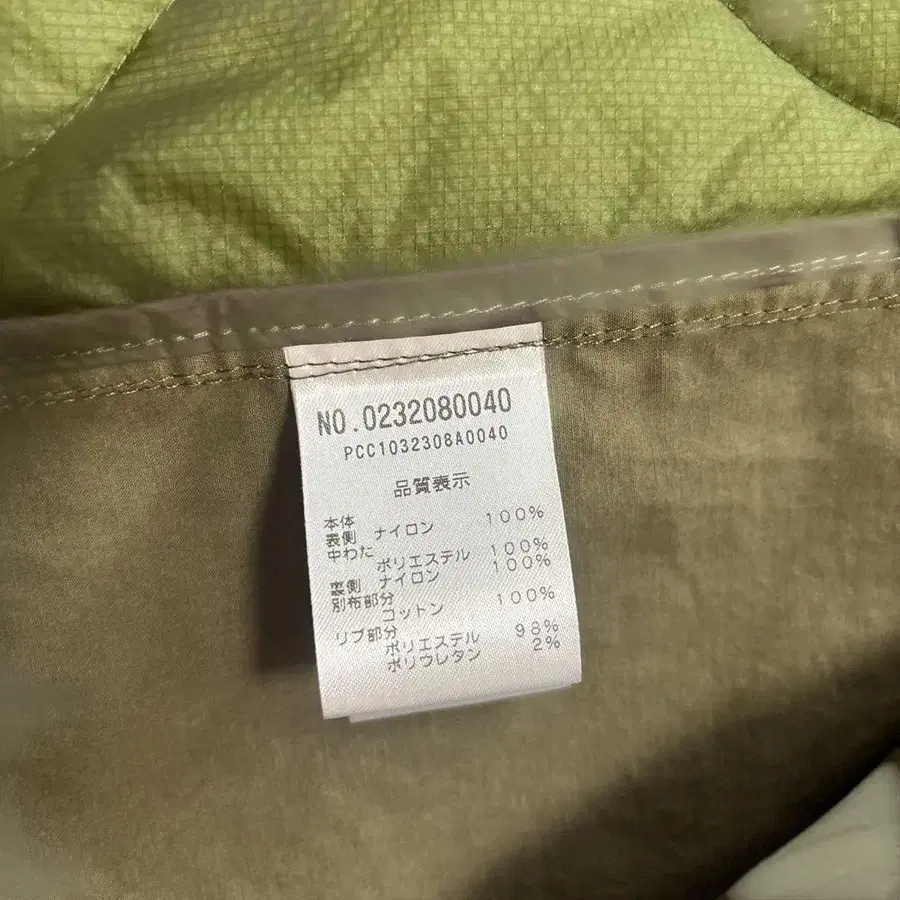 NO.0232080040
PCC1032308A0040
品質表示
本体
表側 ナイロン 100%
中わた
ポリエステル 100%
裏側 ナイロン 100%
別布部分
コットン 100%
リブ部分
ポリエステル 98%
ポリウレタン 2%